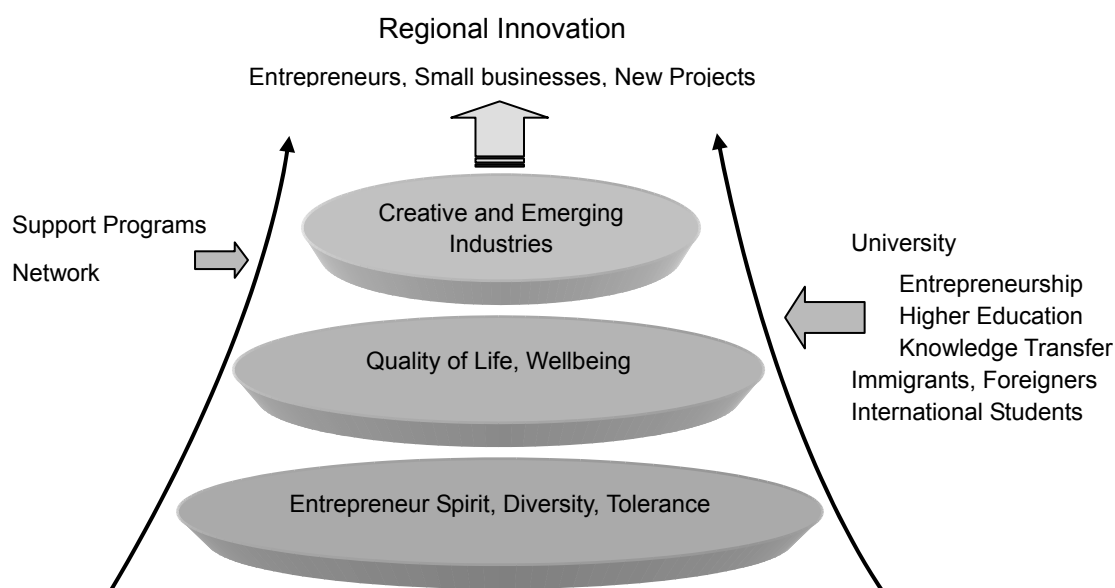 Regional Innovation
Entrepreneurs, Small businesses, New Projects
Creative and Emerging
Industries
Support Programs
Network
University
Entrepreneurship
Higher Education
Knowledge Transfer
Immigrants, Foreigners
International Students
Quality of Life, Wellbeing
Entrepreneur Spirit, Diversity, Tolerance